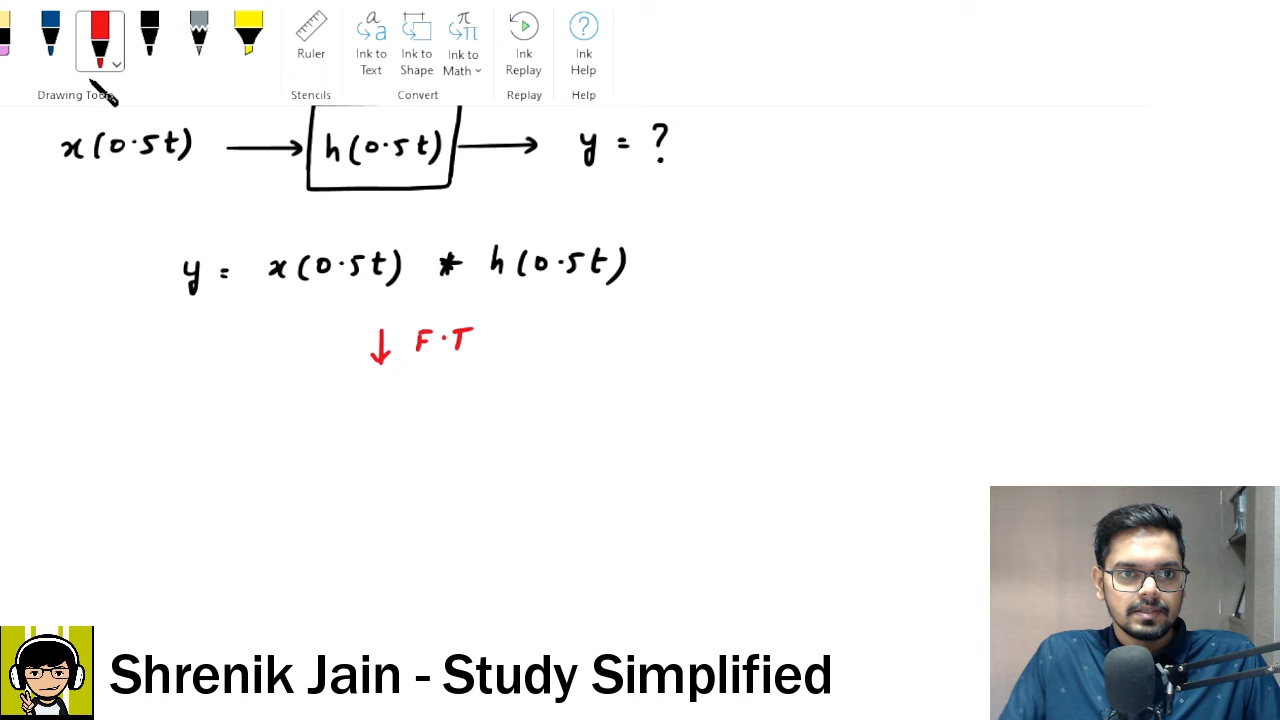 Ruler
Ink to Text
Ink to Shape
Ink to Math
Ink Replay
Ink Help
Drawing Tools
Stencils
Convert
Replay
Help
x(0.5t) → h(0.5t) → y = ?
y = x(0.5t) * h(0.5t)
↓ F.T
Shrenik Jain - Study Simplified